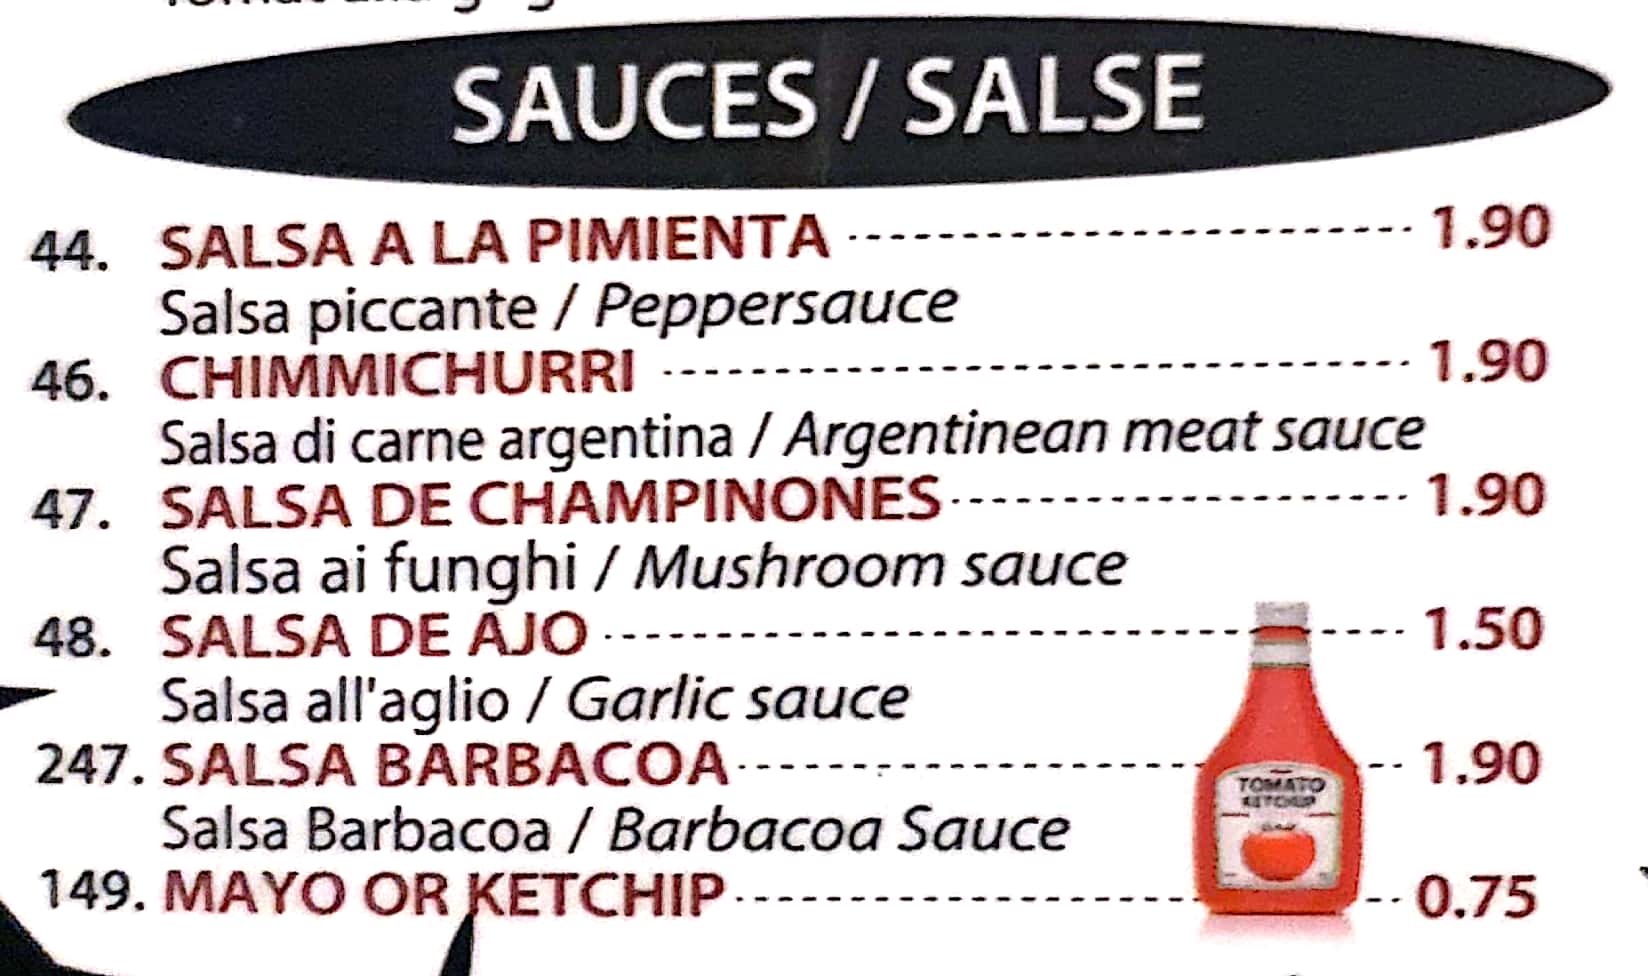 SAUCES / SALSE
44. SALSA A LA PIMIENTA 1.90
Salsa piccante / Peppersauce
46. CHIMMICHURRI 1.90
Salsa di carne argentina / Argentinean meat sauce
47. SALSA DE CHAMPINONES 1.90
Salsa ai funghi / Mushroom sauce
48. SALSA DE AJO 1.50
Salsa all'aglio / Garlic sauce
247. SALSA BARBACOA 1.90
Salsa Barbacoa / Barbacoa Sauce
149. MAYO OR KETCHIP 0.75
TOMATO
KETCHUP